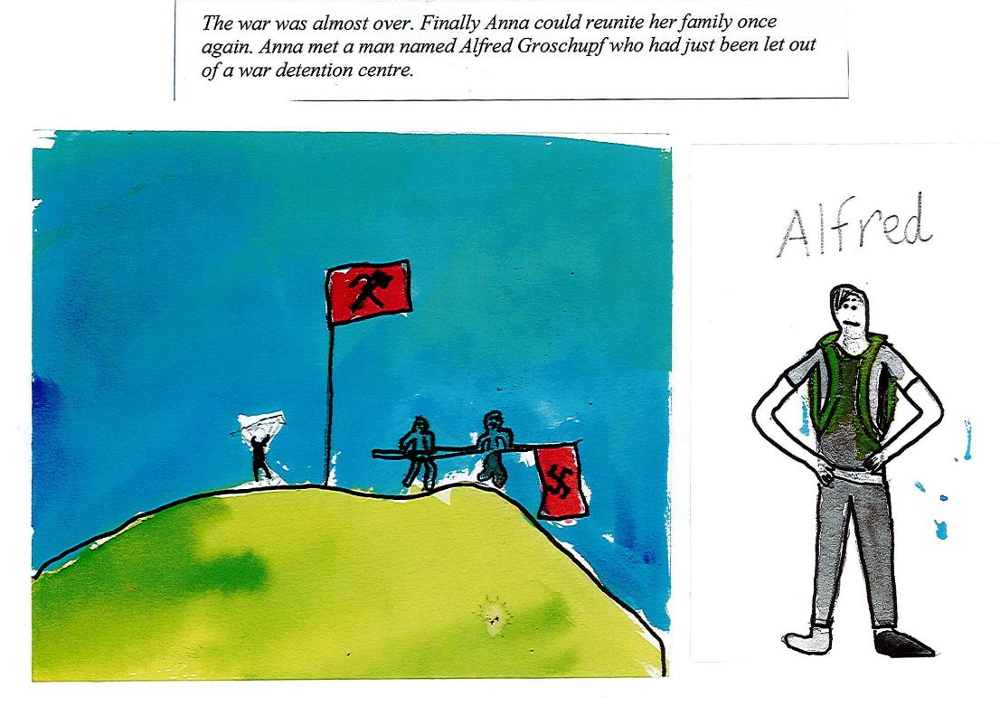 The war was almost over. Finally Anna could reunite her family once
again. Anna met a man named Alfred Groschupf who had just been let out
of a war detention centre.
Alfred